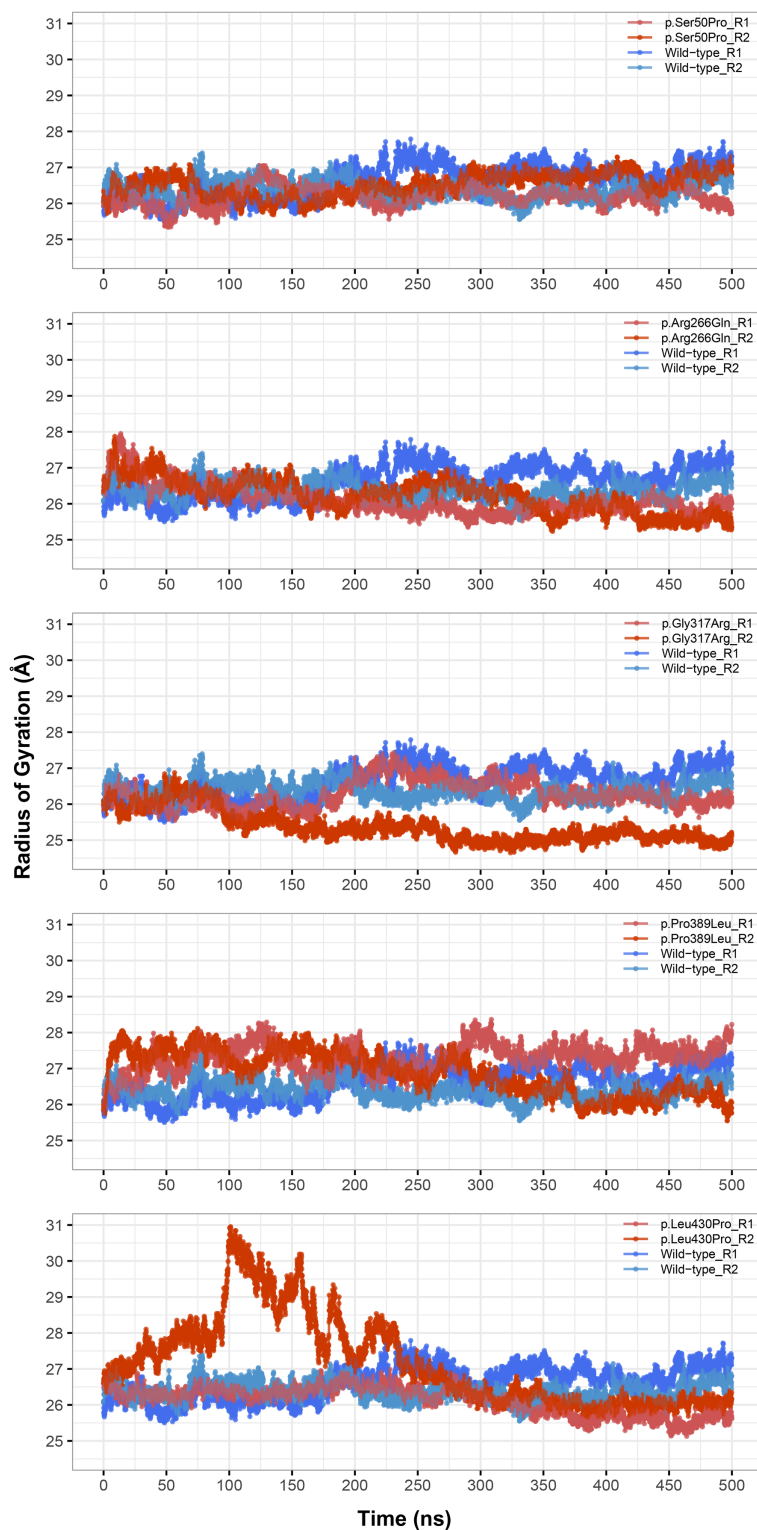 Radius of Gyration (Å)
31
30
29
28
27
26
25
p.Ser50Pro_R1
p.Ser50Pro_R2
Wild−type_R1
Wild−type_R2
0 50 100 150 200 250 300 350 400 450 500
31
30
29
28
27
26
25
p.Arg266Gln_R1
p.Arg266Gln_R2
Wild−type_R1
Wild−type_R2
0 50 100 150 200 250 300 350 400 450 500
31
30
29
28
27
26
25
p.Gly317Arg_R1
p.Gly317Arg_R2
Wild−type_R1
Wild−type_R2
0 50 100 150 200 250 300 350 400 450 500
31
30
29
28
27
26
25
p.Pro389Leu_R1
p.Pro389Leu_R2
Wild−type_R1
Wild−type_R2
0 50 100 150 200 250 300 350 400 450 500
31
30
29
28
27
26
25
p.Leu430Pro_R1
p.Leu430Pro_R2
Wild−type_R1
Wild−type_R2
0 50 100 150 200 250 300 350 400 450 500
Time (ns)